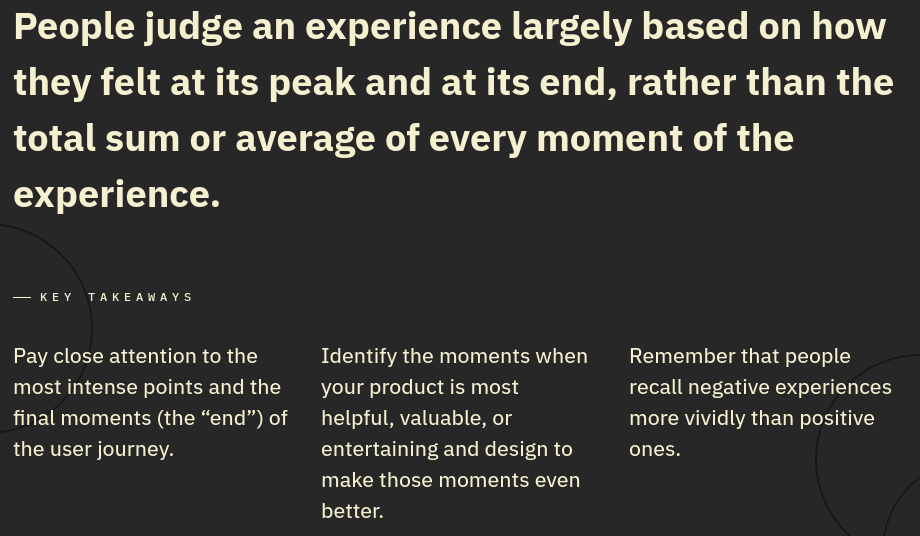 People judge an experience largely based on how
they felt at its peak and at its end, rather than the
total sum or average of every moment of the
experience.
KEY TAKEAWAYS
Pay close attention to the
most intense points and the
final moments (the “end”) of
the user journey.
Identify the moments when
your product is most
helpful, valuable, or
entertaining and design to
make those moments even
better.
Remember that people
recall negative experiences
more vividly than positive
ones.